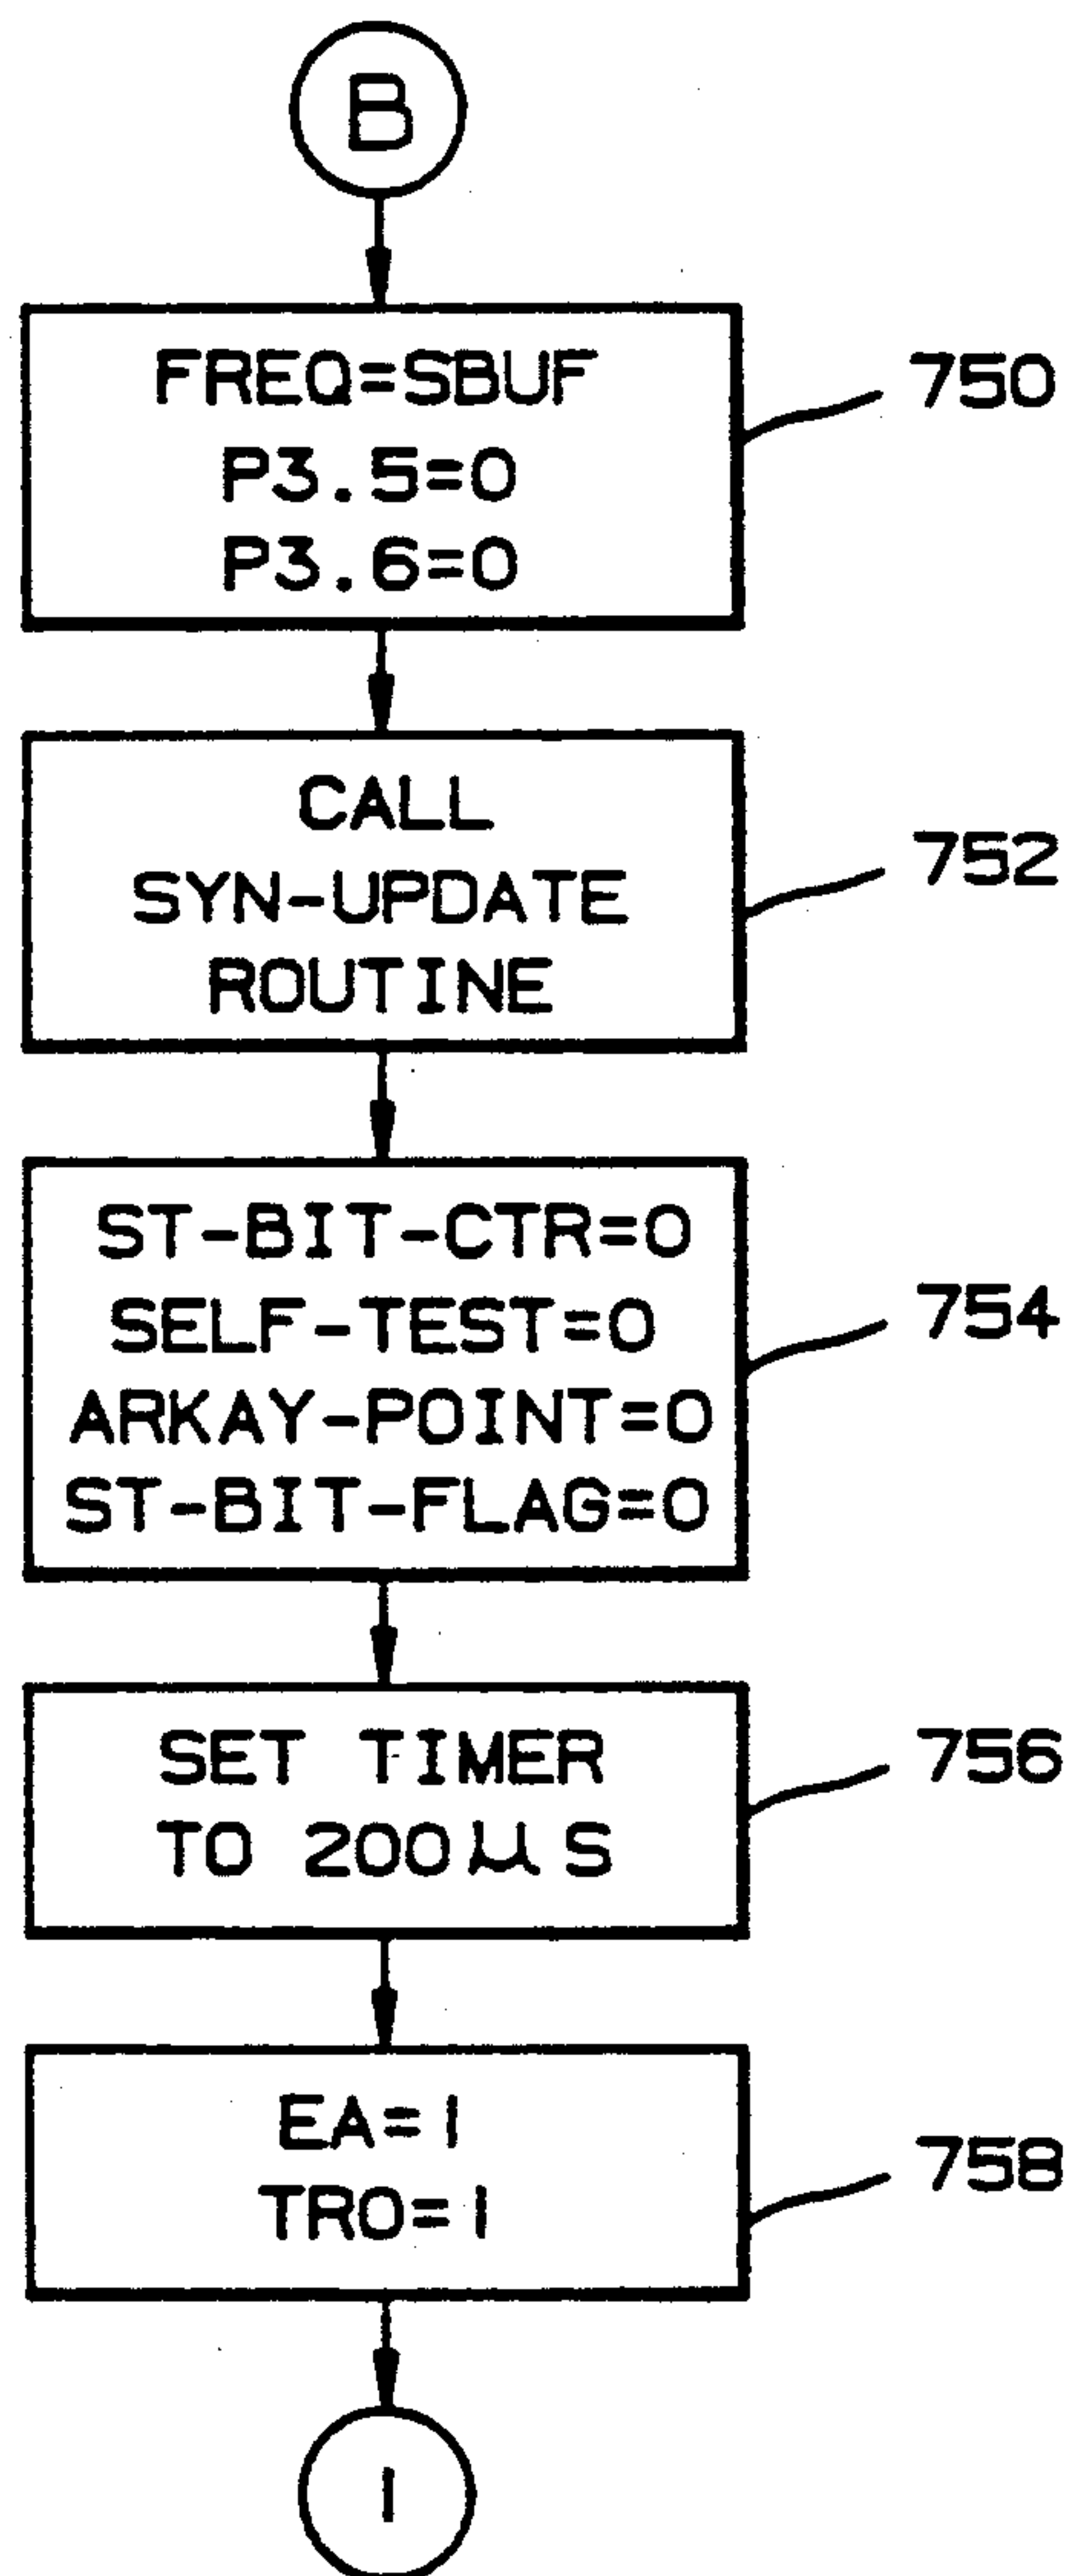 B
FREQ=SBUF
P3.5=0
P3.6=0
750
CALL
SYN-UPDATE
ROUTINE
752
ST-BIT-CTR=0
SELF-TEST=0
ARKAY-POINT=0
ST-BIT-FLAG=0
754
SET TIMER
TO 200μS
756
EA=1
TR0=1
758
1